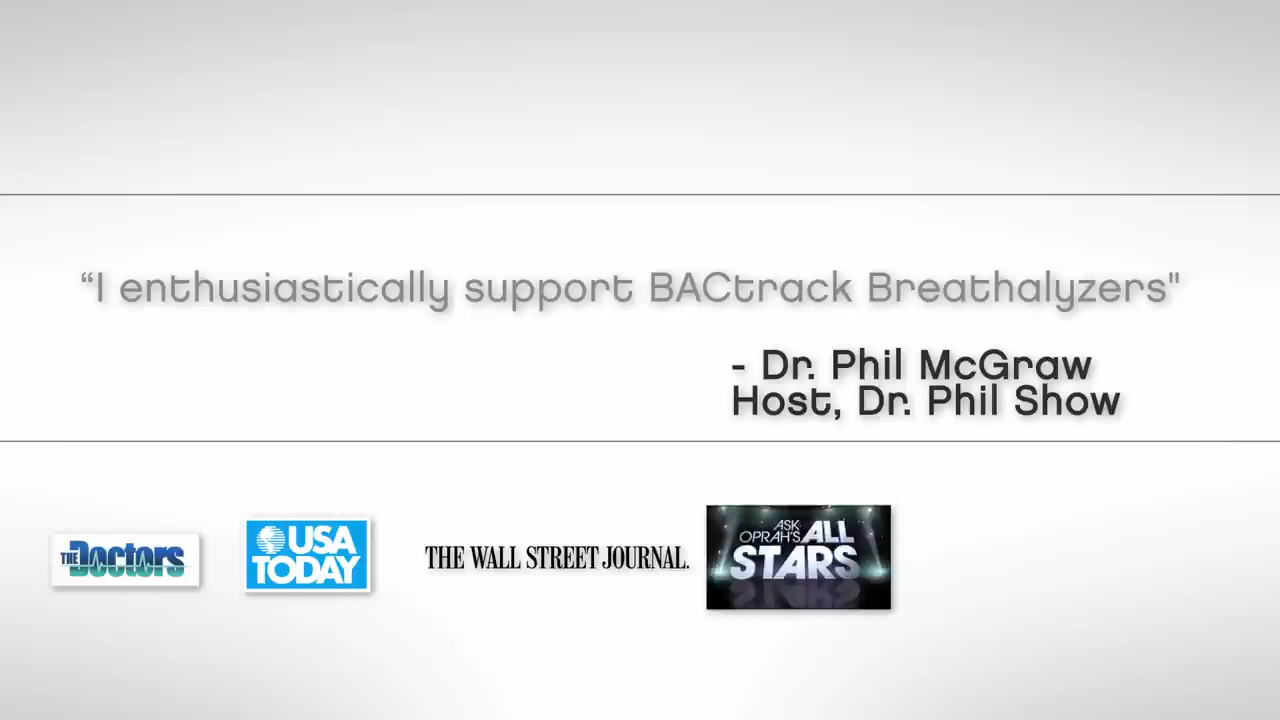 “I enthusiastically support BACtrack Breathalyzers"
- Dr. Phil McGraw
Host, Dr. Phil Show
THE Doctors
USA
TODAY
THE WALL STREET JOURNAL.
ASK
OPRAH'S ALL
STARS